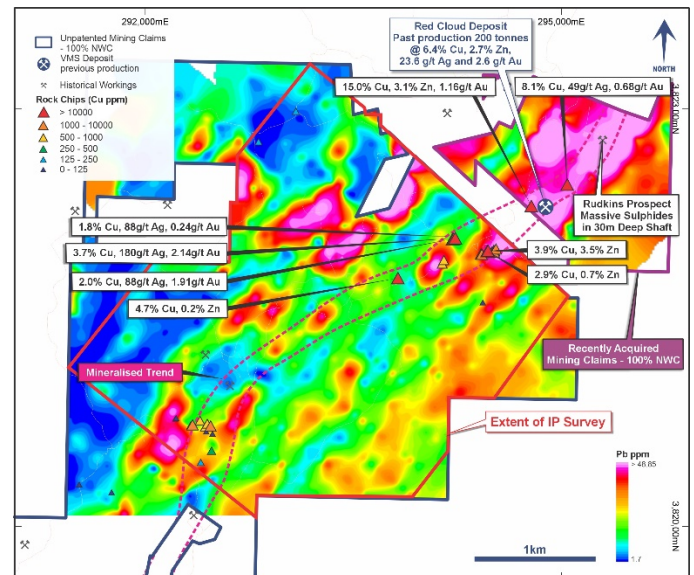 292,000mE
295,000mE
Unpatented Mining Claims
- 100% NWC
VMS Deposit
previous production
Historical Workings
Rock Chips (Cu ppm)
> 10000
1000 - 10000
500 - 1000
250 - 500
125 - 250
0 - 125
Red Cloud Deposit
Past production 200 tonnes
@ 6.4% Cu, 2.7% Zn,
23.6 g/t Ag and 2.6 g/t Au
NORTH
15.0% Cu, 3.1% Zn, 1.16g/t Au
8.1% Cu, 49g/t Ag, 0.68g/t Au
3,823,00mN
Rudkins Prospect
Massive Sulphides
in 30m Deep Shaft
1.8% Cu, 88g/t Ag, 0.24g/t Au
3.7% Cu, 180g/t Ag, 2.14g/t Au
2.0% Cu, 88g/t Ag, 1.91g/t Au
4.7% Cu, 0.2% Zn
3.9% Cu, 3.5% Zn
2.9% Cu, 0.7% Zn
Recently Acquired
Mining Claims - 100% NWC
Mineralised Trend
Extent of IP Survey
Pb ppm
> 48.85
1.7
3,820,00mN
1km